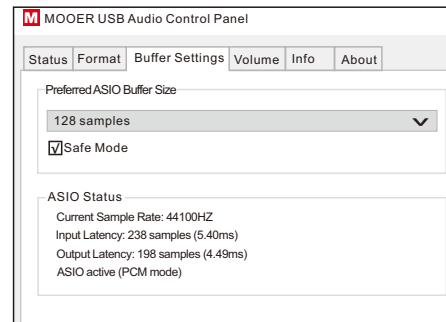 M MOOER USB Audio Control Panel
Status Format Buffer Settings Volume Info About
Preferred ASIO Buffer Size
128 samples
Safe Mode
ASIO Status
Current Sample Rate: 44100HZ
Input Latency: 238 samples (5.40ms)
Output Latency: 198 samples (4.49ms)
ASIO active (PCM mode)